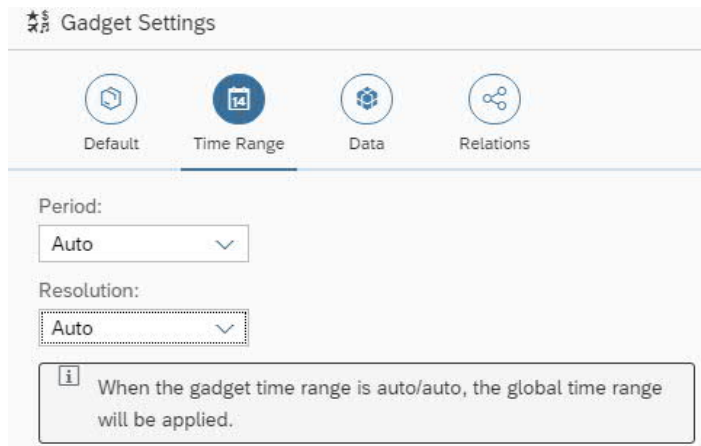 Gadget Settings
14
Default Time Range Data Relations
Period:
Auto
Resolution:
Auto
i When the gadget time range is auto/auto, the global time range
will be applied.